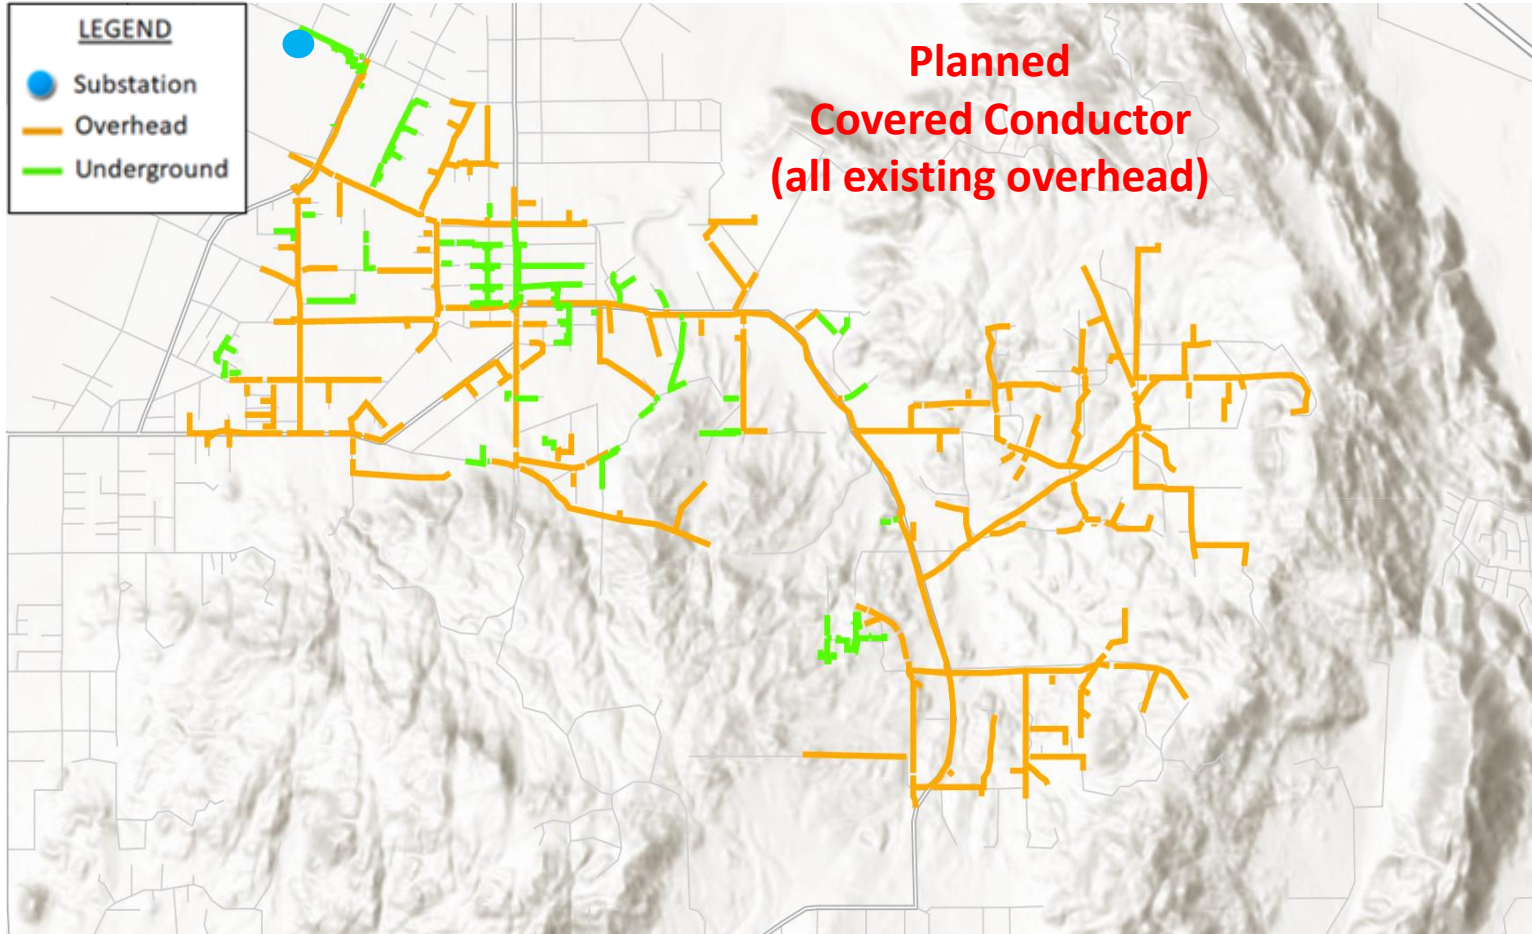 LEGEND
Substation
Overhead
Underground
Planned
Covered Conductor
(all existing overhead)